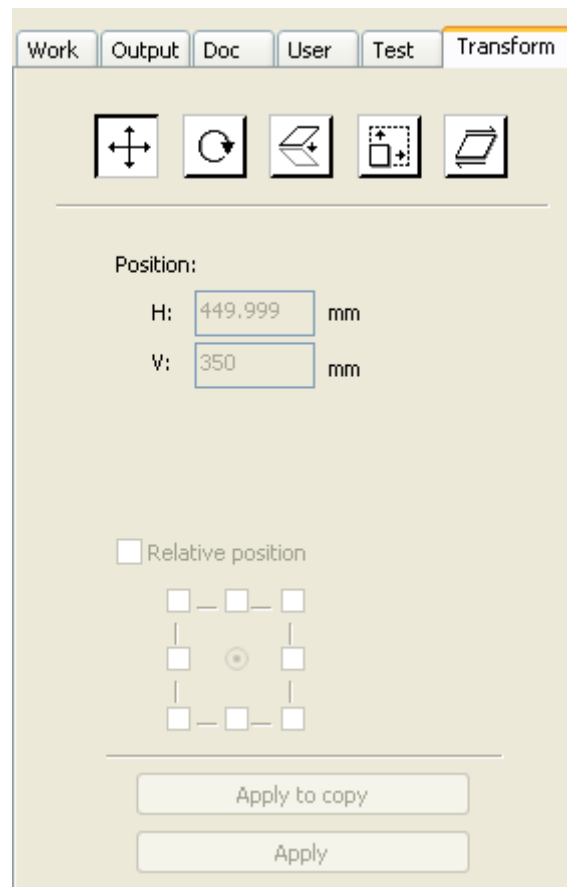 Work Output Doc User Test Transform
Position:
H: 449.999 mm
V: 350 mm
Relative position
Apply to copy
Apply